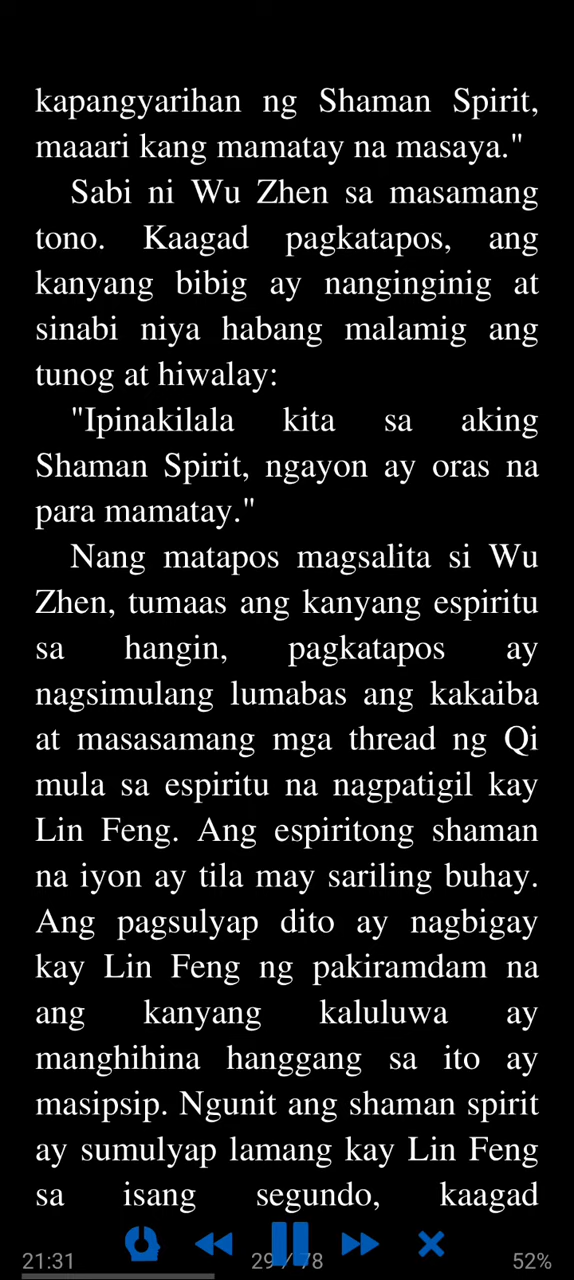 kapangyarihan ng Shaman Spirit,
maaari kang mamatay na masaya."
Sabi ni Wu Zhen sa masamang
tono. Kaagad pagkatapos, ang
kanyang bibig ay nanginginig at
sinabi niya habang malamig ang
tunog at hiwalay:
"Ipinakilala kita sa aking
Shaman Spirit, ngayon ay oras na
para mamatay."
Nang matapos magsalita si Wu
Zhen, tumaas ang kanyang espiritu
sa hangin, pagkatapos ay
nagsimulang lumabas ang kakaiba
at masasamang mga thread ng Qi
mula sa espiritu na nagpatigil kay
Lin Feng. Ang espiritong shaman
na iyon ay tila may sariling buhay.
Ang pagsulyap dito ay nagbigay
kay Lin Feng ng pakiramdam na
ang kanyang kaluluwa ay
manghihina hanggang sa ito ay
masipsip. Ngunit ang shaman spirit
ay sumulyap lamang kay Lin Feng
sa isang segundo, kaagad
21:31 29 / 78 52%